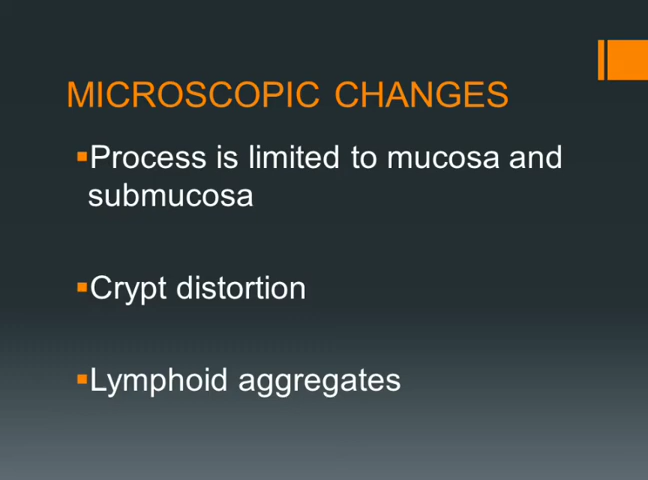 MICROSCOPIC CHANGES
▪Process is limited to mucosa and
submucosa
▪Crypt distortion
▪Lymphoid aggregates